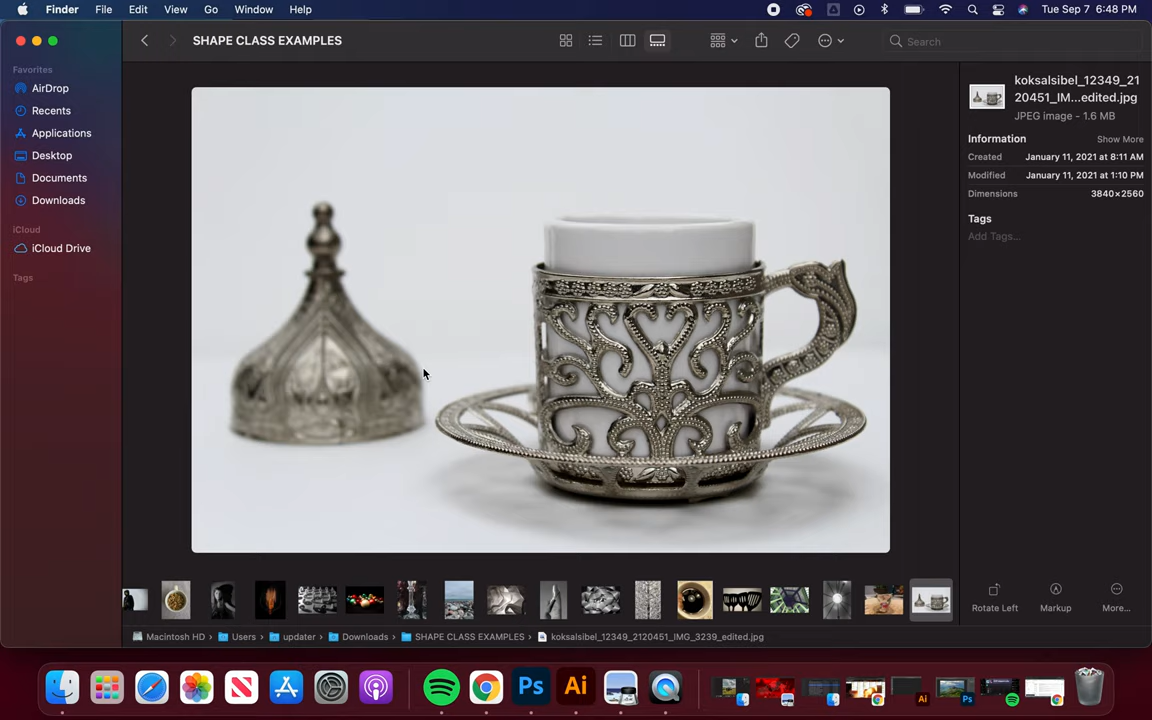 Finder File Edit View Go Window Help Tue Sep 7 6:48 PM
SHAPE CLASS EXAMPLES
Search
Favorites
AirDrop
Recents
Applications
Desktop
Documents
Downloads
iCloud
iCloud Drive
Tags
koksalsibel_12349_21
20451_IM...edited.jpg
JPEG image - 1.6 MB
Information Show More
Created January 11, 2021 at 8:11 AM
Modified January 11, 2021 at 1:10 PM
Dimensions 3840×2560
Tags
Add Tags...
Rotate Left Markup More...
Macintosh HD › Users › updater › Downloads › SHAPE CLASS EXAMPLES › koksalsibel_12349_2120451_IMG_3239_edited.jpg
Ps Ai
Ai Ps